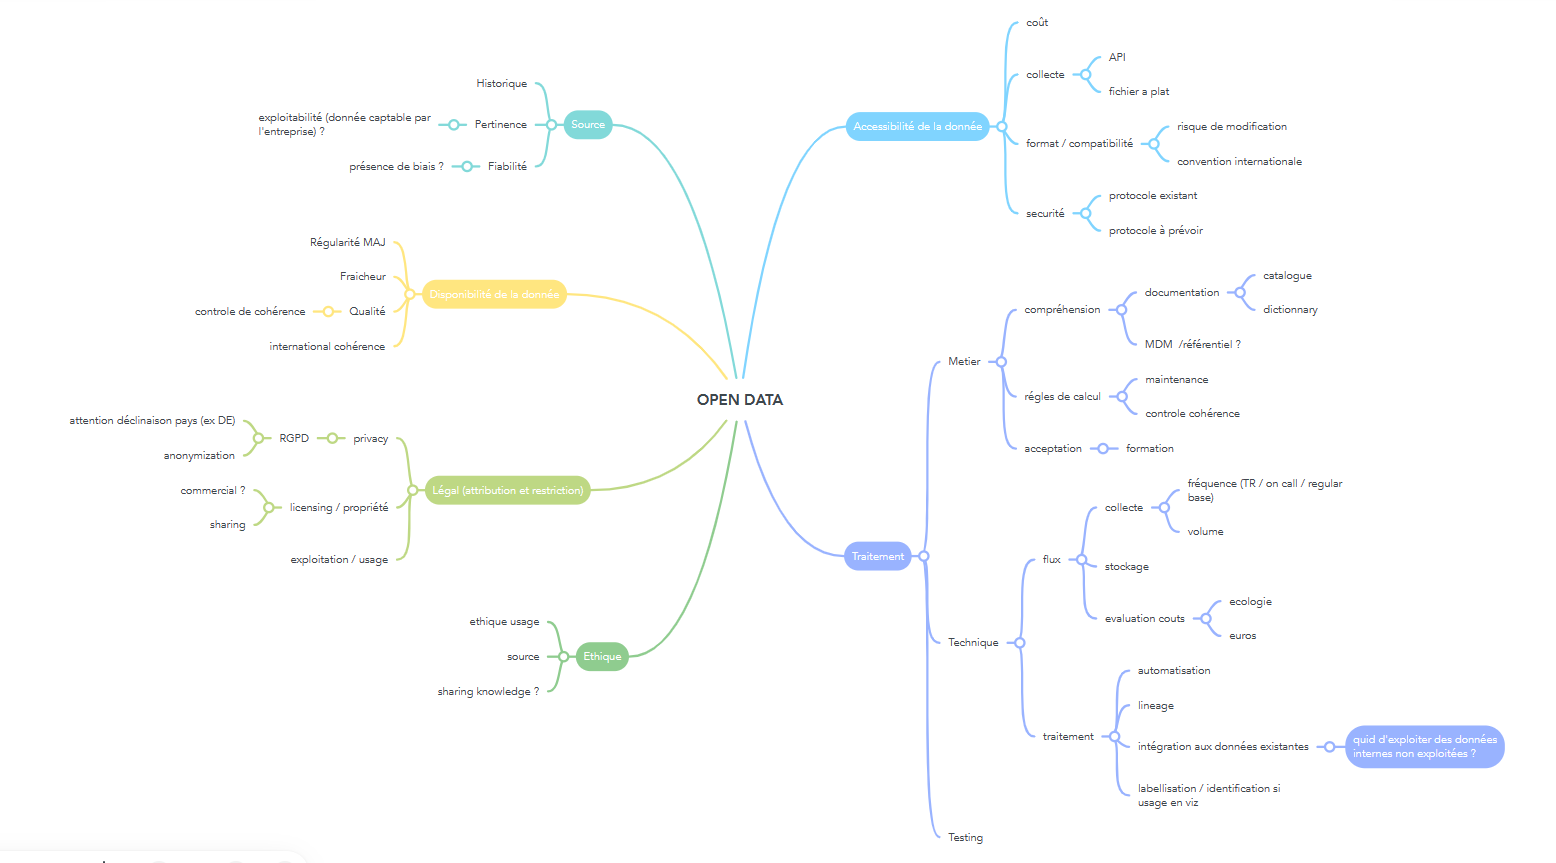 OPEN DATA
Source
Historique
Pertinence
exploitabilité (donnée captable par
l'entreprise) ?
Fiabilité
présence de biais ?
Disponibilité de la donnée
Régularité MAJ
Fraicheur
Qualité
controle de cohérence
international cohérence
Légal (attribution et restriction)
privacy
RGPD
attention déclinaison pays (ex DE)
anonymization
licensing / propriété
commercial ?
sharing
exploitation / usage
Ethique
ethique usage
source
sharing knowledge ?
Accessibilité de la donnée
coût
collecte
API
fichier a plat
format / compatibilité
risque de modification
convention internationale
securité
protocole existant
protocole à prévoir
Traitement
Metier
compréhension
documentation
catalogue
dictionnary
MDM  /référentiel ?
régles de calcul
maintenance
controle cohérence
acceptation
formation
Technique
flux
collecte
fréquence (TR / on call / regular
base)
volume
stockage
evaluation couts
ecologie
euros
traitement
automatisation
lineage
intégration aux données existantes
quid d'exploiter des données
internes non exploitées ?
labellisation / identification si
usage en viz
Testing